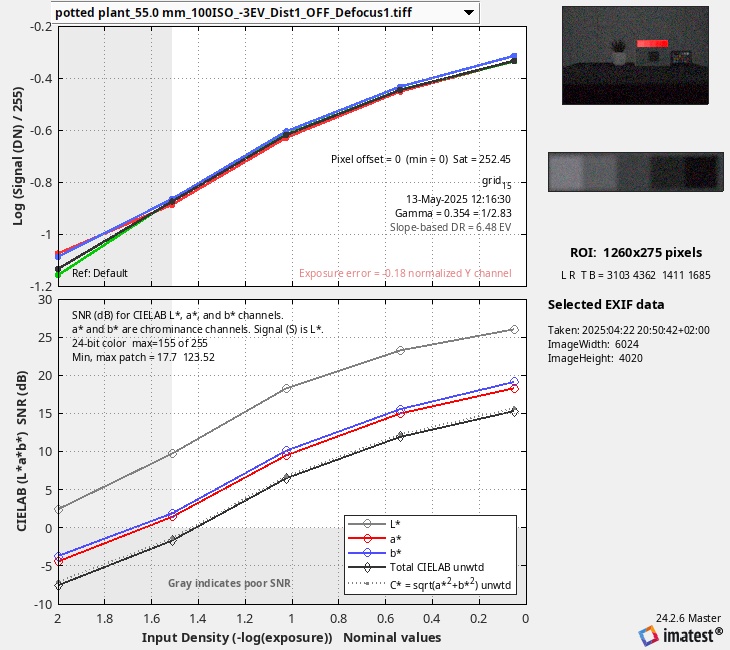 potted plant_55.0 mm_100ISO_-3EV_Dist1_OFF_Defocus1.tiff
Log (Signal (DN) / 255)
-0.2
-0.4
-0.6
-0.8
-1
-1.2
Pixel offset = 0 (min = 0) Sat = 252.45
grid15
13-May-2025 12:16:30
Gamma = 0.354 = 1/2.83
Slope-based DR = 6.48 EV
Ref: Default
Exposure error = -0.18 normalized Y channel
ROI: 1260x275 pixels
L R T B = 3103 4362 1411 1685
Selected EXIF data
Taken: 2025:04:22 20:50:42+02:00
ImageWidth: 6024
ImageHeight: 4020
CIELAB (L*a*b*) SNR (dB)
30
25
20
15
10
5
0
-5
-10
SNR (dB) for CIELAB L*, a*, and b* channels.
a* and b* are chrominance channels. Signal (S) is L*.
24-bit color max=155 of 255
Min, max patch = 17.7 123.52
L*
a*
b*
Total CIELAB unwtd
C* = sqrt(a*2+b*2) unwtd
Gray indicates poor SNR
2 1.8 1.6 1.4 1.2 1 0.8 0.6 0.4 0.2 0
Input Density (-log(exposure)) Nominal values
24.2.6 Master
imatest®